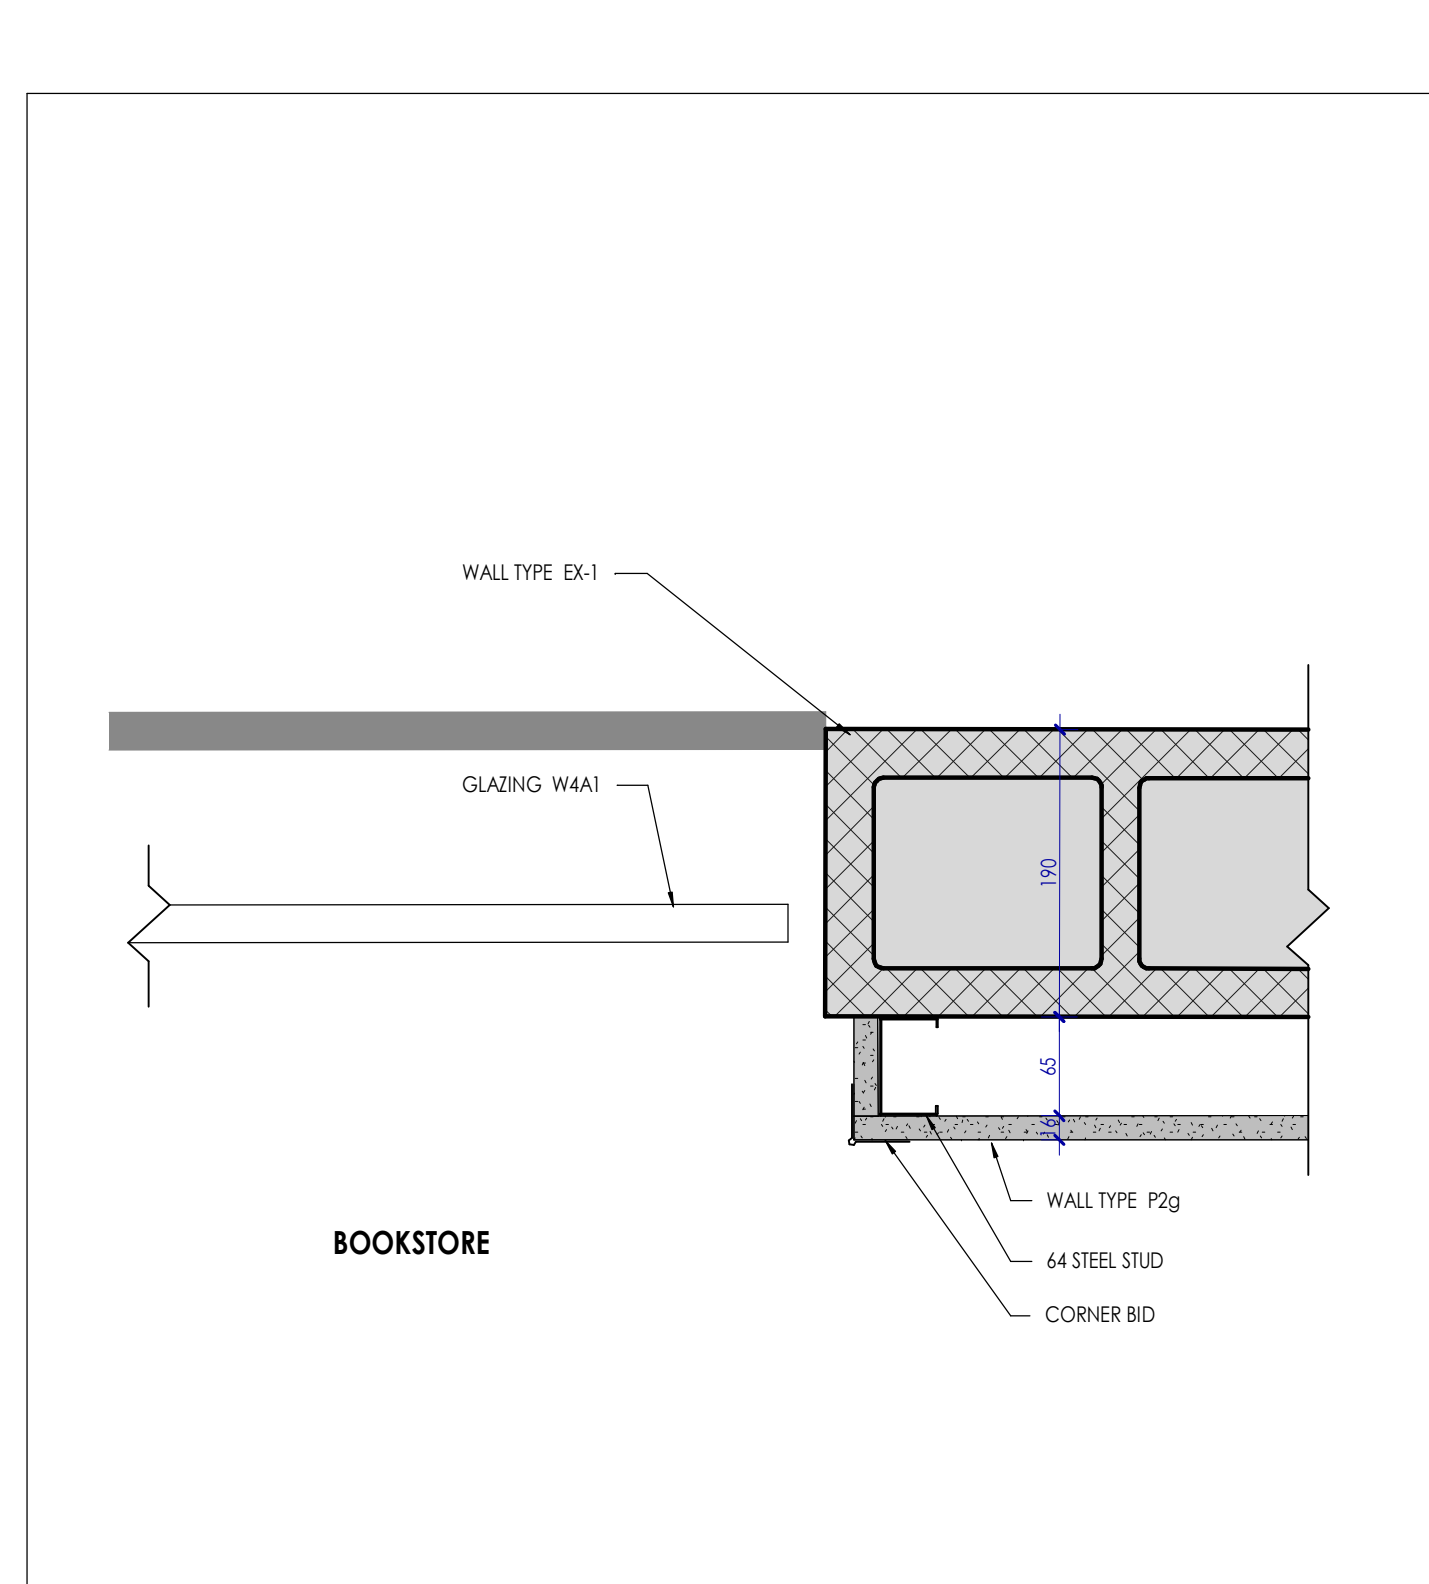 WALL TYPE EX-1
GLAZING W4A1
190
65
16
WALL TYPE P2g
BOOKSTORE
64 STEEL STUD
CORNER BID